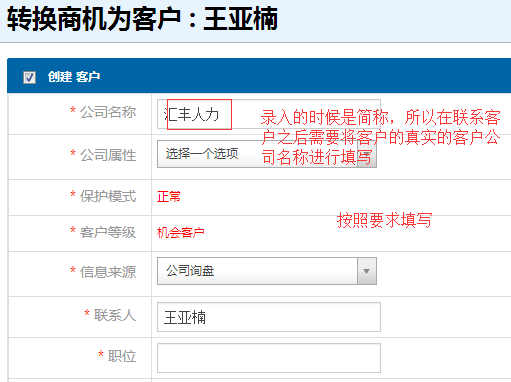 转换商机为客户 : 王亚楠
创建 客户
* 公司名称
汇丰人力
录入的时候是简称，所以在联系客
户之后需要将客户的真实的客户公
司名称进行填写
* 公司属性
选择一个选项
* 保护模式
正常
按照要求填写
* 客户等级
机会客户
* 信息来源
公司询盘
* 联系人
王亚楠
* 职位